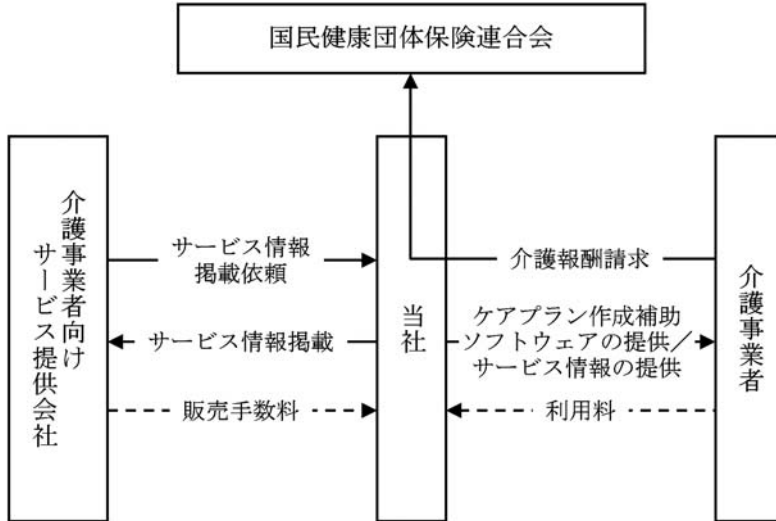 国民健康団体保険連合会
介護事業者向け
サービス提供会社
サービス情報
掲載依頼
サービス情報掲載
販売手数料
当社
介護報酬請求
ケアプラン作成補助
ソフトウェアの提供／
サービス情報の提供
利用料
介護事業者